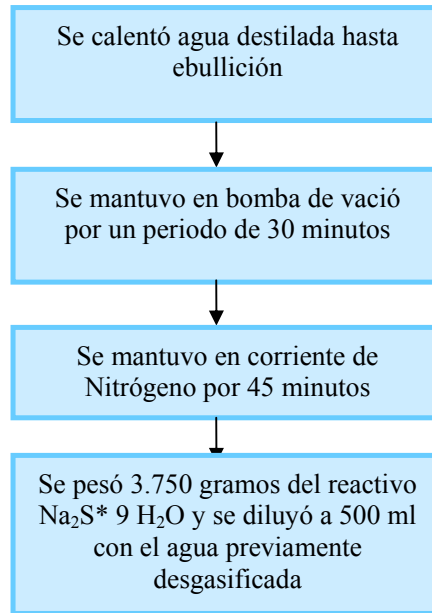 Se calentó agua destilada hasta
ebullición
Se mantuvo en bomba de vació
por un periodo de 30 minutos
Se mantuvo en corriente de
Nitrógeno por 45 minutos
Se pesó 3.750 gramos del reactivo
Na₂S* 9 H₂O y se diluyó a 500 ml
con el agua previamente
desgasificada